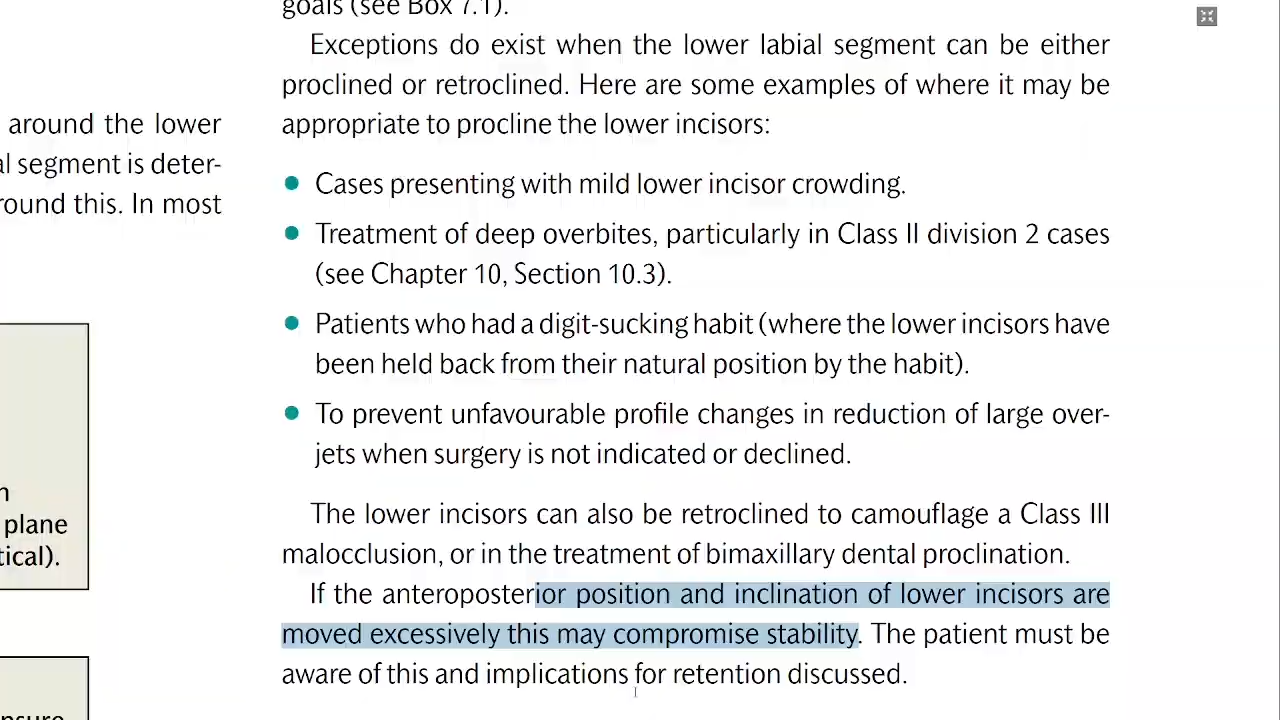 goals (see Box 7.1).
Exceptions do exist when the lower labial segment can be either
proclined or retroclined. Here are some examples of where it may be
appropriate to procline the lower incisors:
• Cases presenting with mild lower incisor crowding.
• Treatment of deep overbites, particularly in Class II division 2 cases
(see Chapter 10, Section 10.3).
• Patients who had a digit-sucking habit (where the lower incisors have
been held back from their natural position by the habit).
• To prevent unfavourable profile changes in reduction of large over-
jets when surgery is not indicated or declined.
The lower incisors can also be retroclined to camouflage a Class III
malocclusion, or in the treatment of bimaxillary dental proclination.
If the anteroposterior position and inclination of lower incisors are
moved excessively this may compromise stability. The patient must be
aware of this and implications for retention discussed.
around the lower
segment is deter-
this. In most
plane